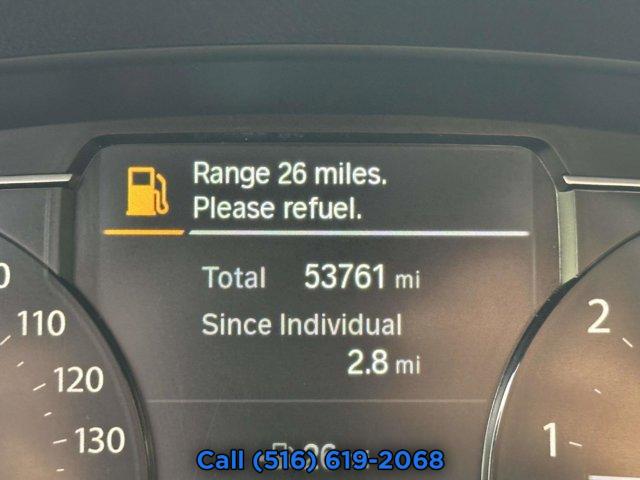 Range 26 miles.
Please refuel.
Total 53761 mi
Since Individual
2.8 mi
110
120
130
2
1
26
Call (516) 619-2068